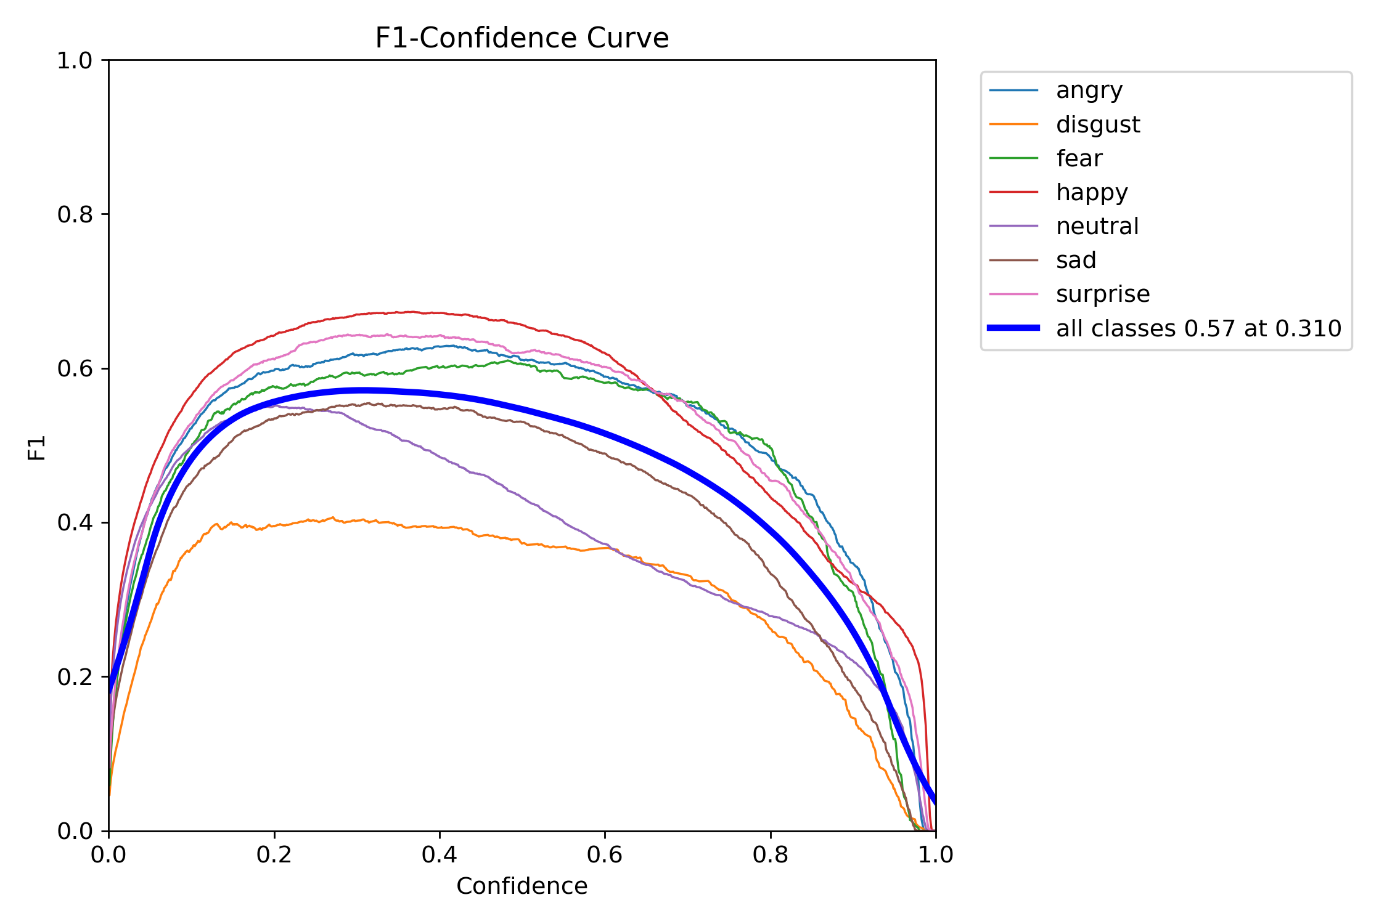 F1-Confidence Curve
1.0
0.8
0.6
0.4
0.2
0.0
F1
0.0 0.2 0.4 0.6 0.8 1.0
Confidence
angry
disgust
fear
happy
neutral
sad
surprise
all classes 0.57 at 0.310